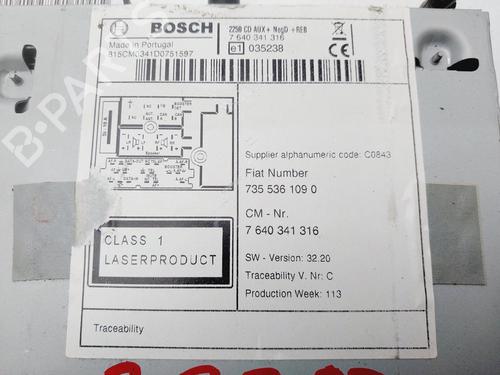 BOSCH
2250 CD AUX+ NegD +REB
7 640 341 316
e1 035238
Made in Portugal
815CM0341D0751597
Supplier alphanumeric code: C0843
Fiat Number
735 536 109 0
CM - Nr.
7 640 341 316
CLASS 1
LASERPRODUCT
SW - Version: 32.20
Traceability V. Nr: C
Production Week: 113
Traceability
B-PARTS